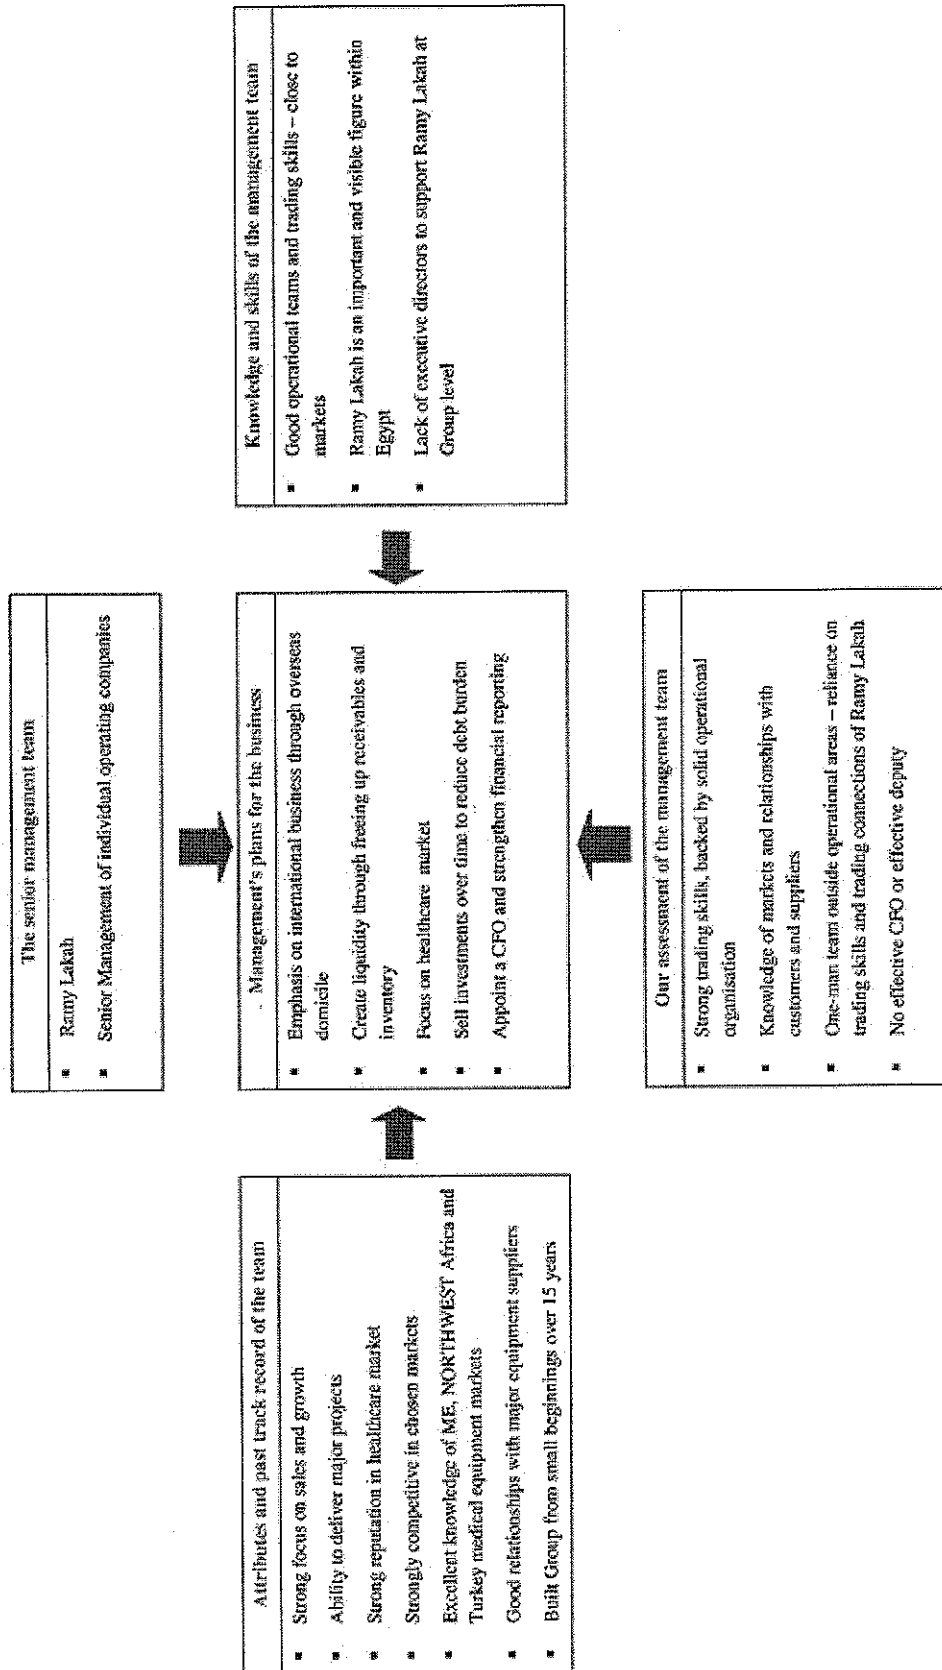 The senior management team
▪ Ramy Lakah
▪ Senior Management of individual operating companies
Attributes and past track record of the team
▪ Strong focus on sales and growth
▪ Ability to deliver major projects
▪ Strong reputation in healthcare market
▪ Strongly competitive in chosen markets
▪ Excellent knowledge of ME, NORTHWEST Africa and
Turkey medical equipment markets
▪ Good relationships with major equipment suppliers
▪ Built Group from small beginnings over 15 years
. Management's plans for the business
▪ Emphasis on international business through overseas
domicile
▪ Create liquidity through freeing up receivables and
inventory
▪ Focus on healthcare market
▪ Sell investments over time to reduce debt burden
▪ Appoint a CFO and strengthen financial reporting
Knowledge and skills of the management team
▪ Good operational teams and trading skills – close to
markets
▪ Ramy Lakah is an important and visible figure within
Egypt
▪ Lack of executive directors to support Ramy Lakah at
Group level
Our assessment of the management team
▪ Strong trading skills, backed by solid operational
organisation
▪ Knowledge of markets and relationships with
customers and suppliers
▪ One-man team outside operational areas – reliance on
trading skills and trading connections of Ramy Lakah
▪ No effective CFO or effective deputy